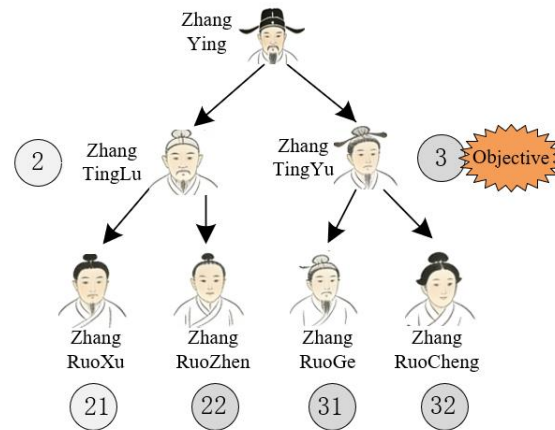 Zhang
Ying
2
Zhang
TingLu
Zhang
TingYu
3
Objective 3
Zhang
RuoXu
Zhang
RuoZhen
Zhang
RuoGe
Zhang
RuoCheng
21
22
31
32